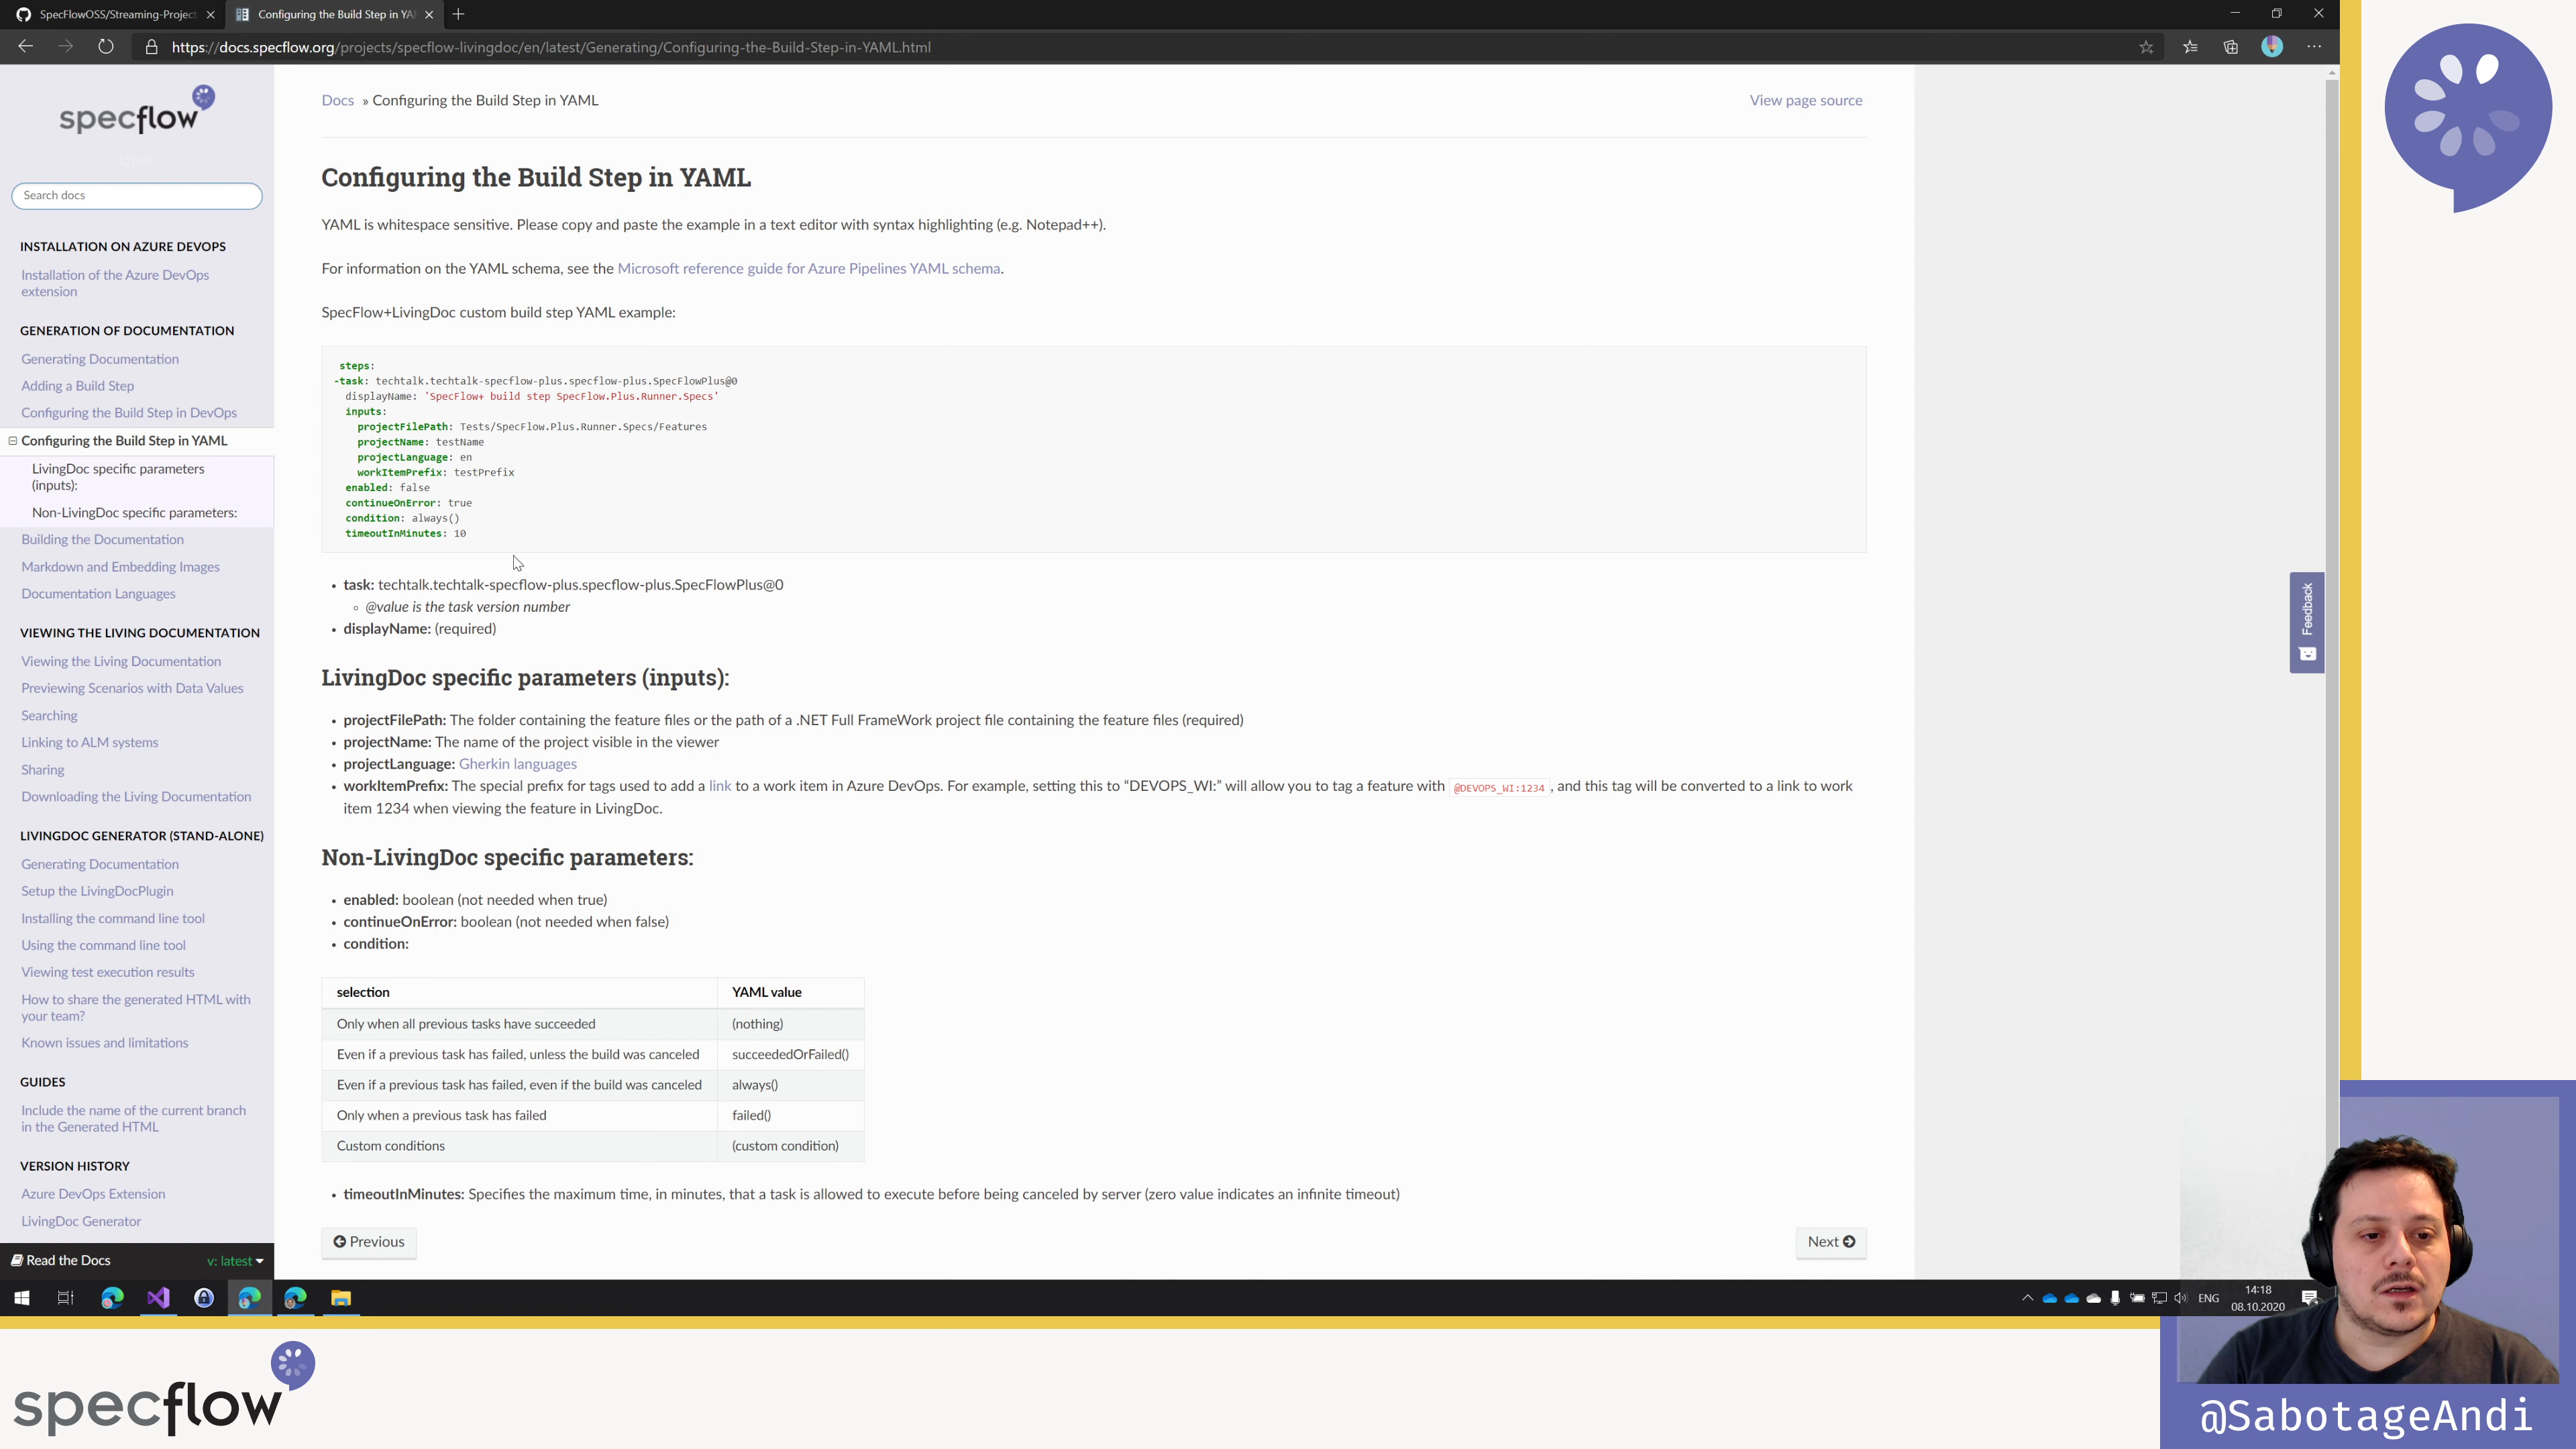 SpecFlowOSS/Streaming-Project
Configuring the Build Step in YA
https://docs.specflow.org/projects/specflow-livingdoc/en/latest/Generating/Configuring-the-Build-Step-in-YAML.html
specflow
latest
Search docs
INSTALLATION ON AZURE DEVOPS
Installation of the Azure DevOps
extension
GENERATION OF DOCUMENTATION
Generating Documentation
Adding a Build Step
Configuring the Build Step in DevOps
Configuring the Build Step in YAML
LivingDoc specific parameters
(inputs):
Non-LivingDoc specific parameters:
Building the Documentation
Markdown and Embedding Images
Documentation Languages
VIEWING THE LIVING DOCUMENTATION
Viewing the Living Documentation
Previewing Scenarios with Data Values
Searching
Linking to ALM systems
Sharing
Downloading the Living Documentation
LIVINGDOC GENERATOR (STAND-ALONE)
Generating Documentation
Setup the LivingDocPlugin
Installing the command line tool
Using the command line tool
Viewing test execution results
How to share the generated HTML with
your team?
Known issues and limitations
GUIDES
Include the name of the current branch
in the Generated HTML
VERSION HISTORY
Azure DevOps Extension
LivingDoc Generator
Read the Docs
v: latest
Docs » Configuring the Build Step in YAML
View page source
Configuring the Build Step in YAML
YAML is whitespace sensitive. Please copy and paste the example in a text editor with syntax highlighting (e.g. Notepad++).
For information on the YAML schema, see the Microsoft reference guide for Azure Pipelines YAML schema.
SpecFlow+LivingDoc custom build step YAML example:
steps:
-task: techtalk.techtalk-specflow-plus.specflow-plus.SpecFlowPlus@0
displayName: 'SpecFlow+ build step SpecFlow.Plus.Runner.Specs'
inputs:
projectFilePath: Tests/SpecFlow.Plus.Runner.Specs/Features
projectName: testName
projectLanguage: en
workItemPrefix: testPrefix
enabled: false
continueOnError: true
condition: always()
timeoutInMinutes: 10
• task: techtalk.techtalk-specflow-plus.specflow-plus.SpecFlowPlus@0
◦ @value is the task version number
• displayName: (required)
LivingDoc specific parameters (inputs):
• projectFilePath: The folder containing the feature files or the path of a .NET Full FrameWork project file containing the feature files (required)
• projectName: The name of the project visible in the viewer
• projectLanguage: Gherkin languages
• workItemPrefix: The special prefix for tags used to add a link to a work item in Azure DevOps. For example, setting this to “DEVOPS_WI:” will allow you to tag a feature with @DEVOPS_WI:1234 , and this tag will be converted to a link to work
item 1234 when viewing the feature in LivingDoc.
Non-LivingDoc specific parameters:
• enabled: boolean (not needed when true)
• continueOnError: boolean (not needed when false)
• condition:
selection YAML value
Only when all previous tasks have succeeded (nothing)
Even if a previous task has failed, unless the build was canceled succeededOrFailed()
Even if a previous task has failed, even if the build was canceled always()
Only when a previous task has failed failed()
Custom conditions (custom condition)
• timeoutInMinutes: Specifies the maximum time, in minutes, that a task is allowed to execute before being canceled by server (zero value indicates an infinite timeout)
Previous
Next
Feedback
ENG
14:18
08.10.2020
specflow
@SabotageAndi